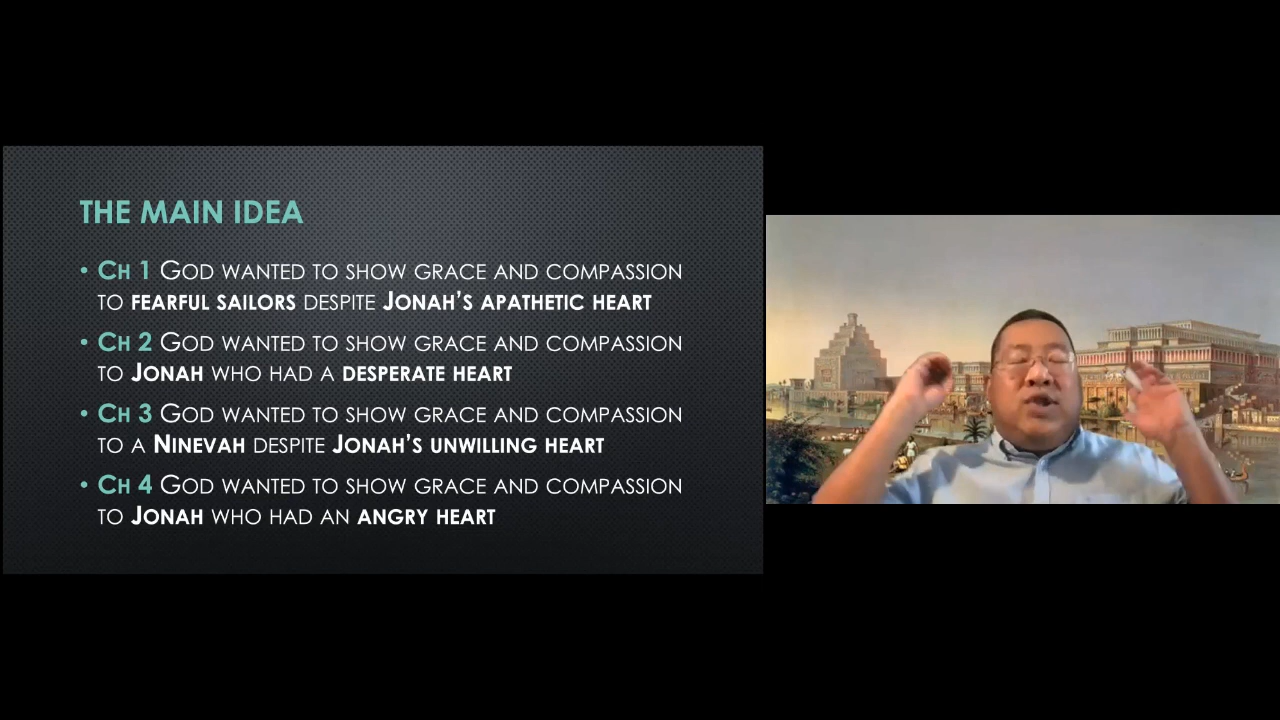 THE MAIN IDEA
• CH 1 GOD WANTED TO SHOW GRACE AND COMPASSION
TO FEARFUL SAILORS DESPITE JONAH'S APATHETIC HEART
• CH 2 GOD WANTED TO SHOW GRACE AND COMPASSION
TO JONAH WHO HAD A DESPERATE HEART
• CH 3 GOD WANTED TO SHOW GRACE AND COMPASSION
TO A NINEVAH DESPITE JONAH'S UNWILLING HEART
• CH 4 GOD WANTED TO SHOW GRACE AND COMPASSION
TO JONAH WHO HAD AN ANGRY HEART